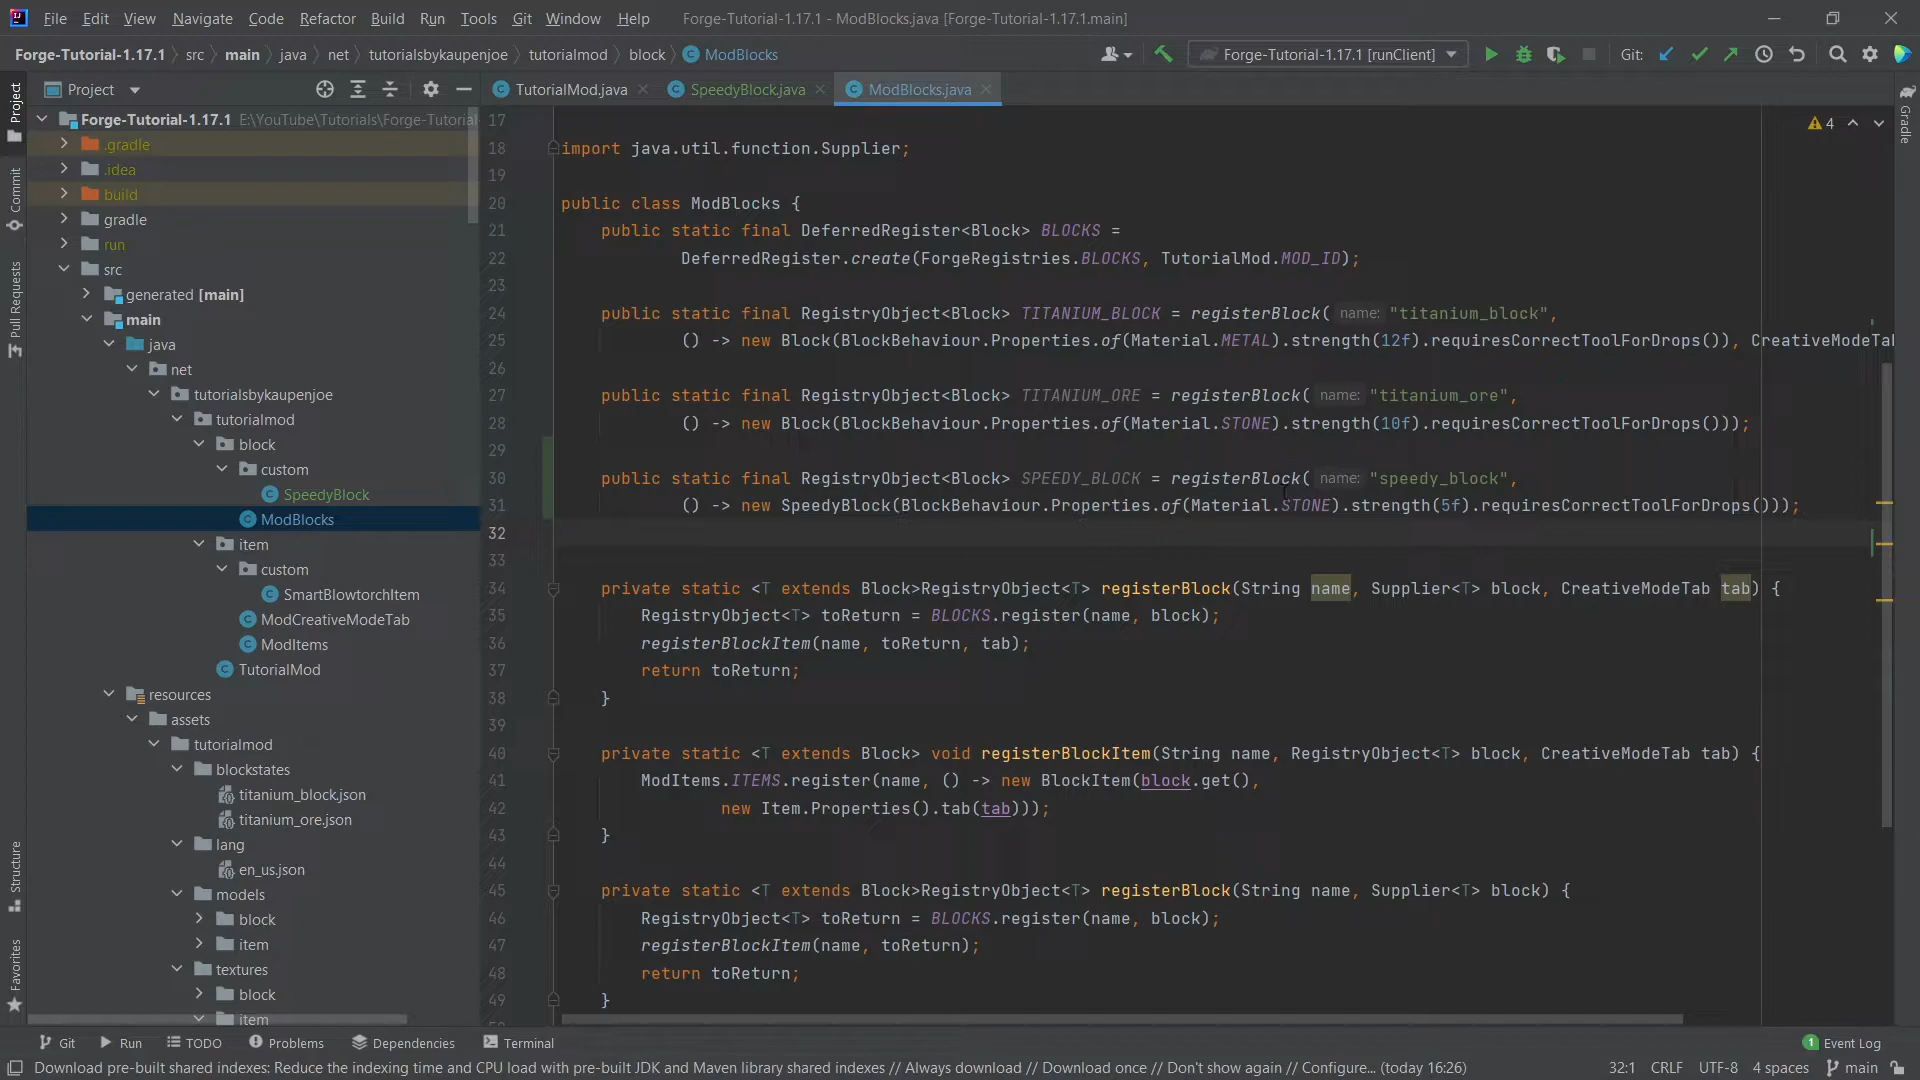 File Edit View Navigate Code Refactor Build Run Tools Git Window Help Forge-Tutorial-1.17.1 - ModBlocks.java [Forge-Tutorial-1.17.1.main]
Forge-Tutorial-1.17.1 src main java net tutorialsbykaupenjoe tutorialmod block ModBlocks Forge-Tutorial-1.17.1 [runClient] Git:
Project TutorialMod.java SpeedyBlock.java ModBlocks.java
Project
Commit
Pull Requests
Structure
Favorites
Gradle
Forge-Tutorial-1.17.1 E:\YouTube\Tutorials\Forge-Tutorial
.gradle
.idea
build
gradle
run
src
generated [main]
main
java
net
tutorialsbykaupenjoe
tutorialmod
block
custom
SpeedyBlock
ModBlocks
item
custom
SmartBlowtorchItem
ModCreativeModeTab
ModItems
TutorialMod
resources
assets
tutorialmod
blockstates
titanium_block.json
titanium_ore.json
lang
en_us.json
models
block
item
textures
block
item
4
17
18 import java.util.function.Supplier;
19
20 public class ModBlocks {
21 public static final DeferredRegister<Block> BLOCKS =
22 DeferredRegister.create(ForgeRegistries.BLOCKS, TutorialMod.MOD_ID);
23
24 public static final RegistryObject<Block> TITANIUM_BLOCK = registerBlock( name: "titanium_block",
25 () -> new Block(BlockBehaviour.Properties.of(Material.METAL).strength(12f).requiresCorrectToolForDrops()), CreativeModeTab
26
27 public static final RegistryObject<Block> TITANIUM_ORE = registerBlock( name: "titanium_ore",
28 () -> new Block(BlockBehaviour.Properties.of(Material.STONE).strength(10f).requiresCorrectToolForDrops()));
29
30 public static final RegistryObject<Block> SPEEDY_BLOCK = registerBlock( name: "speedy_block",
31 () -> new SpeedyBlock(BlockBehaviour.Properties.of(Material.STONE).strength(5f).requiresCorrectToolForDrops()));
32
33
34 private static <T extends Block>RegistryObject<T> registerBlock(String name, Supplier<T> block, CreativeModeTab tab) {
35 RegistryObject<T> toReturn = BLOCKS.register(name, block);
36 registerBlockItem(name, toReturn, tab);
37 return toReturn;
38 }
39
40 private static <T extends Block> void registerBlockItem(String name, RegistryObject<T> block, CreativeModeTab tab) {
41 ModItems.ITEMS.register(name, () -> new BlockItem(block.get(),
42 new Item.Properties().tab(tab)));
43 }
44
45 private static <T extends Block>RegistryObject<T> registerBlock(String name, Supplier<T> block) {
46 RegistryObject<T> toReturn = BLOCKS.register(name, block);
47 registerBlockItem(name, toReturn);
48 return toReturn;
49 }
Git Run TODO Problems Dependencies Terminal 1 Event Log
Download pre-built shared indexes: Reduce the indexing time and CPU load with pre-built JDK and Maven library shared indexes // Always download // Download once // Don't show again // Configure... (today 16:26) 32:1 CRLF UTF-8 4 spaces main